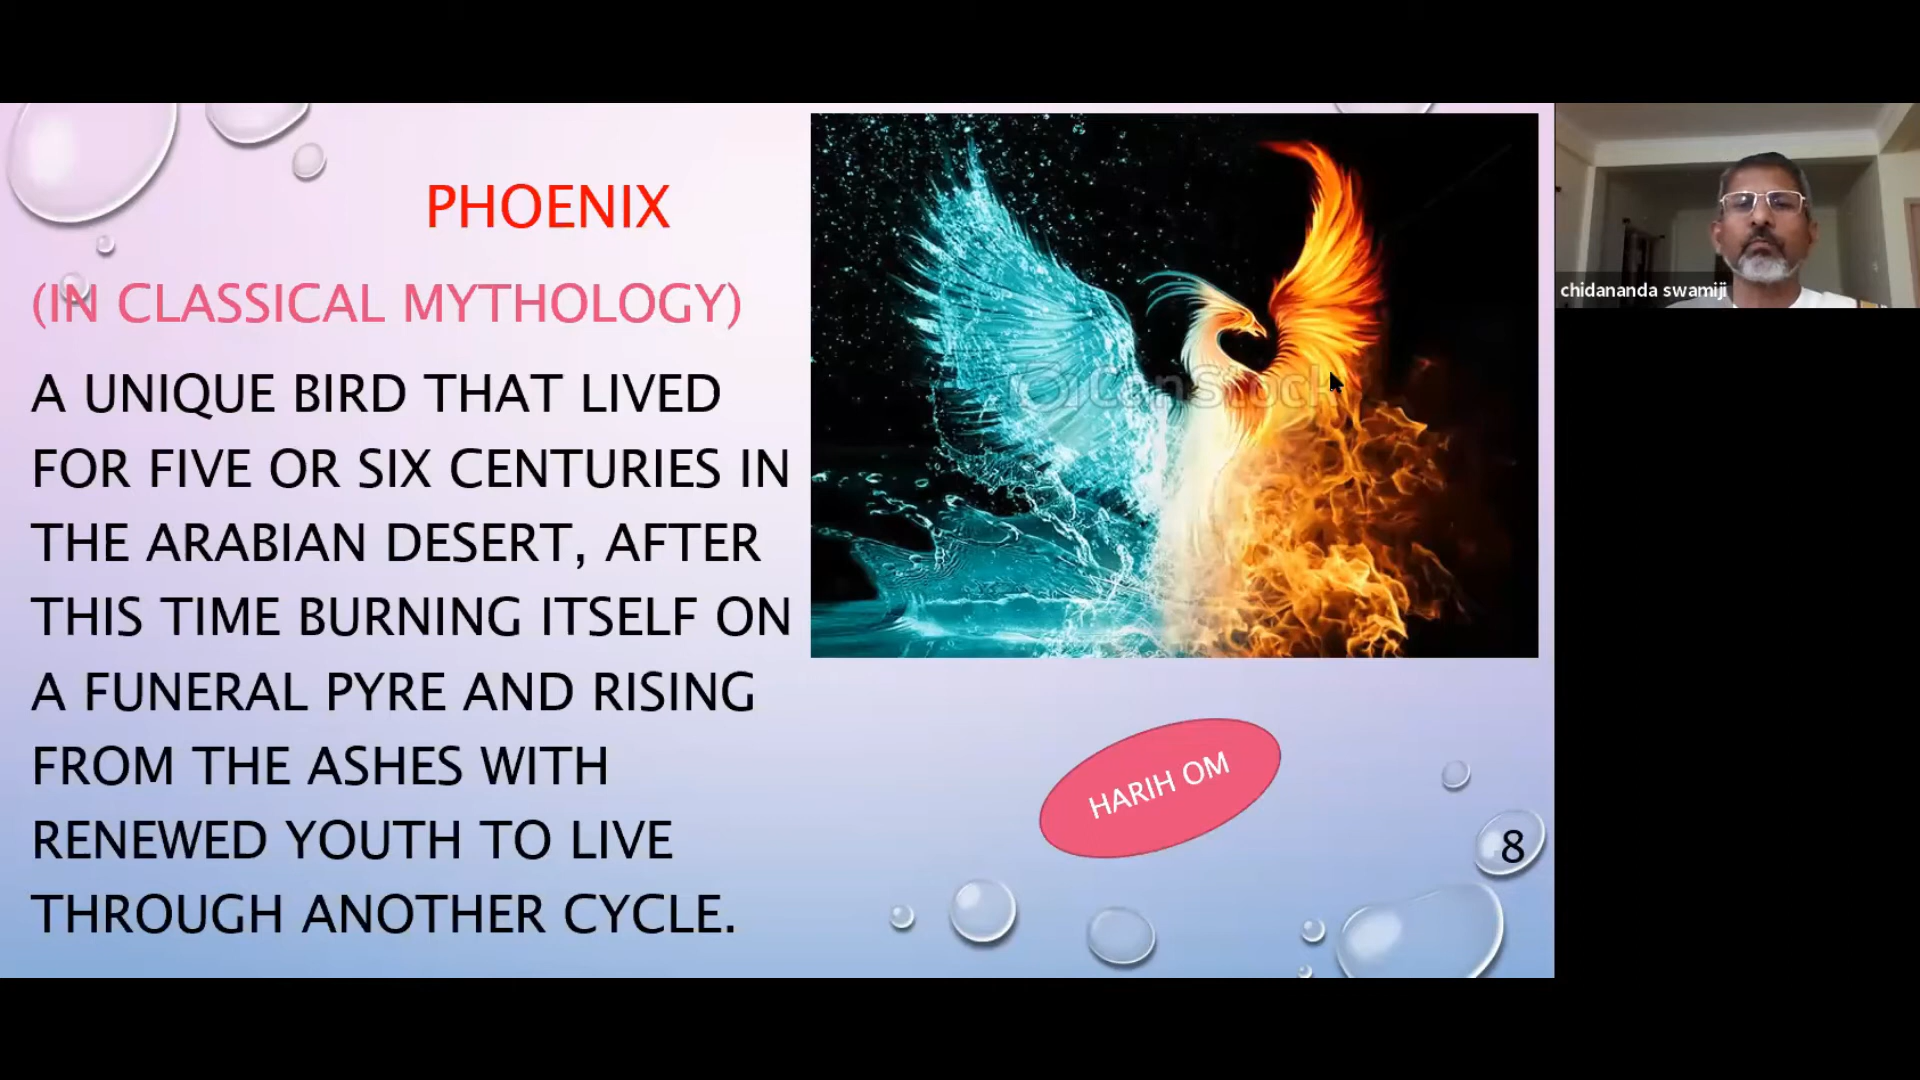 PHOENIX
(IN CLASSICAL MYTHOLOGY)
A UNIQUE BIRD THAT LIVED
FOR FIVE OR SIX CENTURIES IN
THE ARABIAN DESERT, AFTER
THIS TIME BURNING ITSELF ON
A FUNERAL PYRE AND RISING
FROM THE ASHES WITH
RENEWED YOUTH TO LIVE
THROUGH ANOTHER CYCLE.
CanStock
HARIH OM
8
chidananda swamiji